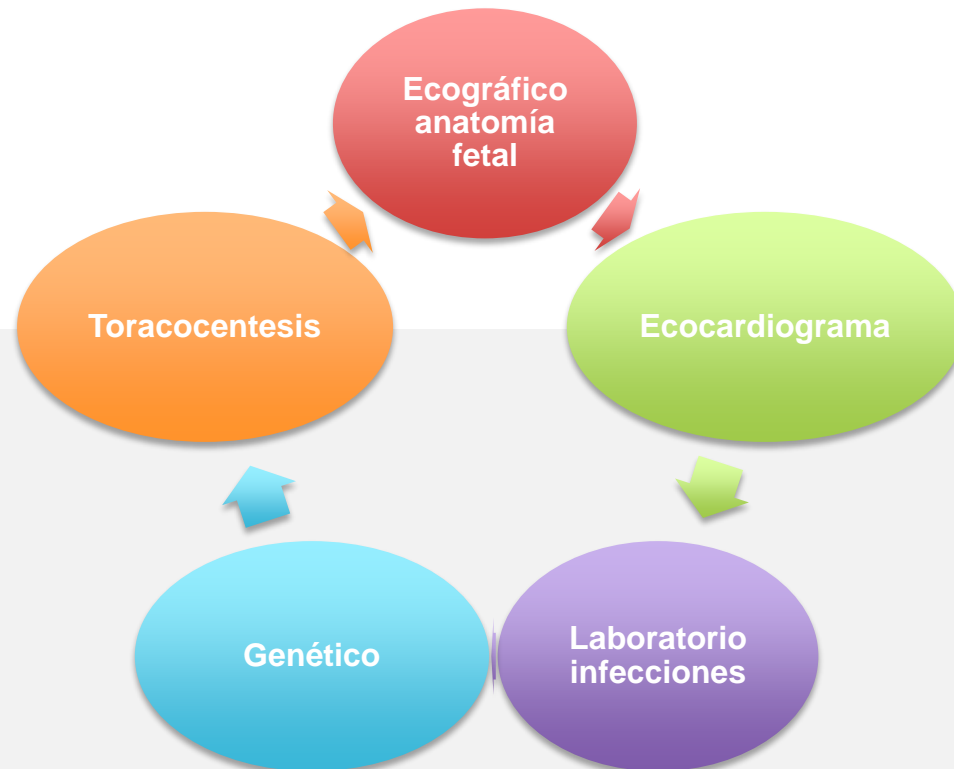 Ecográfico
anatomía
fetal
Toracocentesis
Ecocardiograma
Genético
Laboratorio
infecciones